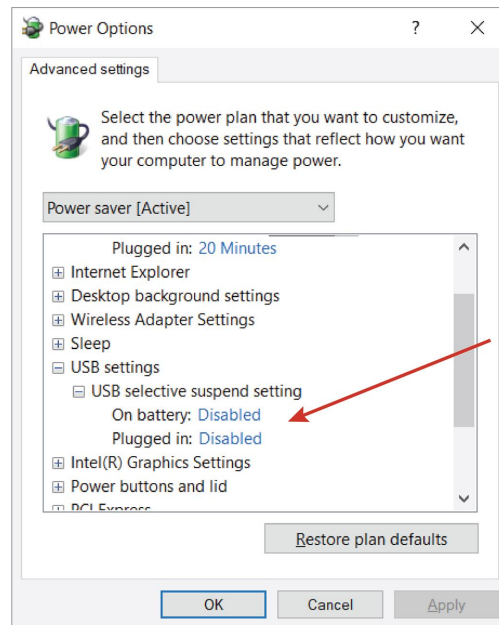 Power Options
?
Advanced settings
Select the power plan that you want to customize,
and then choose settings that reflect how you want
your computer to manage power.
Power saver [Active]
Plugged in: 20 Minutes
Internet Explorer
Desktop background settings
Wireless Adapter Settings
Sleep
USB settings
USB selective suspend setting
On battery: Disabled
Plugged in: Disabled
Intel(R) Graphics Settings
Power buttons and lid
PCI Express
Restore plan defaults
OK Cancel Apply